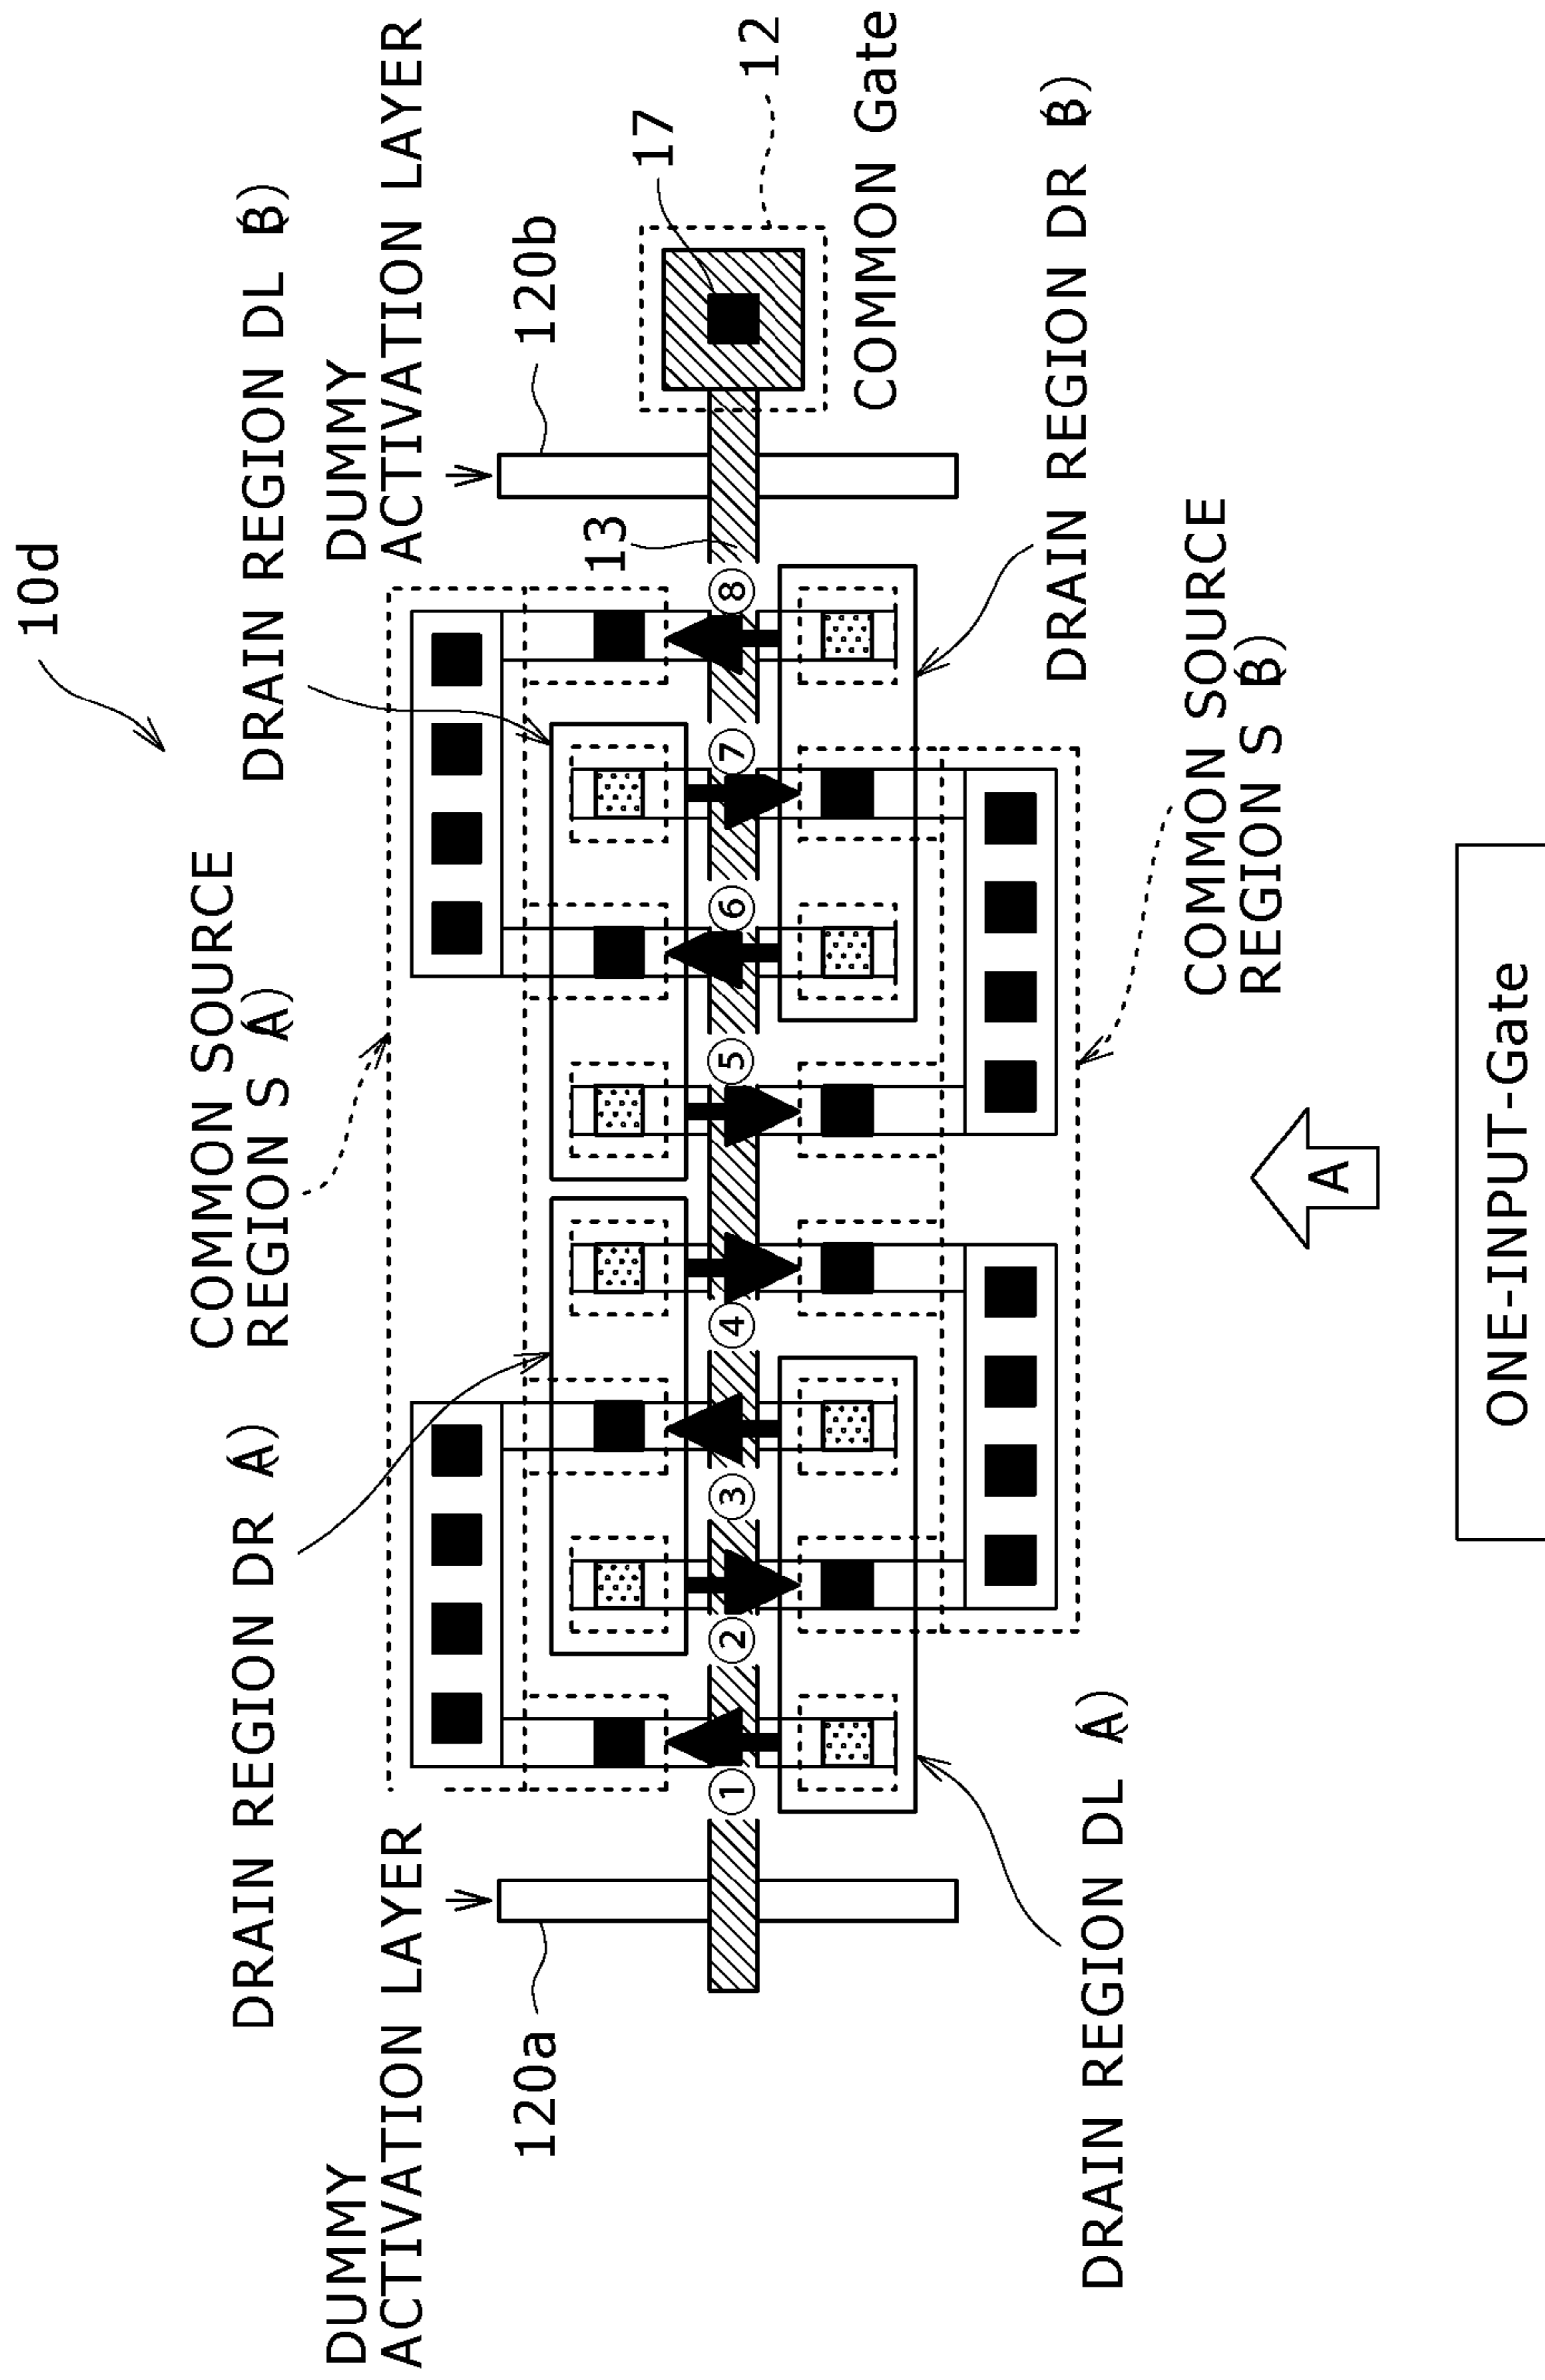 10d
COMMON SOURCE
REGION S (A)
DRAIN REGION DR (A)
DRAIN REGION DL (B)
DUMMY
ACTIVATION LAYER
DUMMY
ACTIVATION LAYER
120a
120b
13
17
12
① ② ③ ④ ⑤ ⑥ ⑦ ⑧
COMMON Gate
DRAIN REGION DL (A)
DRAIN REGION DR (B)
COMMON SOURCE
REGION S (B)
A
ONE-INPUT-Gate